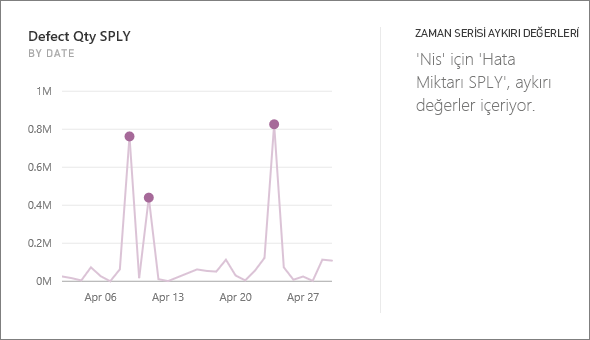 Defect Qty SPLY
BY DATE
1M
0.8M
0.6M
0.4M
0.2M
0M
Apr 06
Apr 13
Apr 20
Apr 27
ZAMAN SERİSİ AYKIRI DEĞERLERİ
'Nis' için 'Hata
Miktarı SPLY', aykırı
değerler içeriyor.